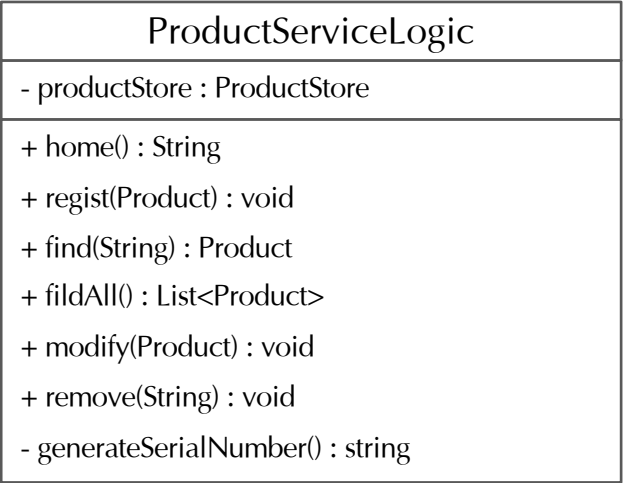 ProductServiceLogic
- productStore : ProductStore
+ home() : String
+ regist(Product) : void
+ find(String) : Product
+ fildAll() : List<Product>
+ modify(Product) : void
+ remove(String) : void
- generateSerialNumber() : string